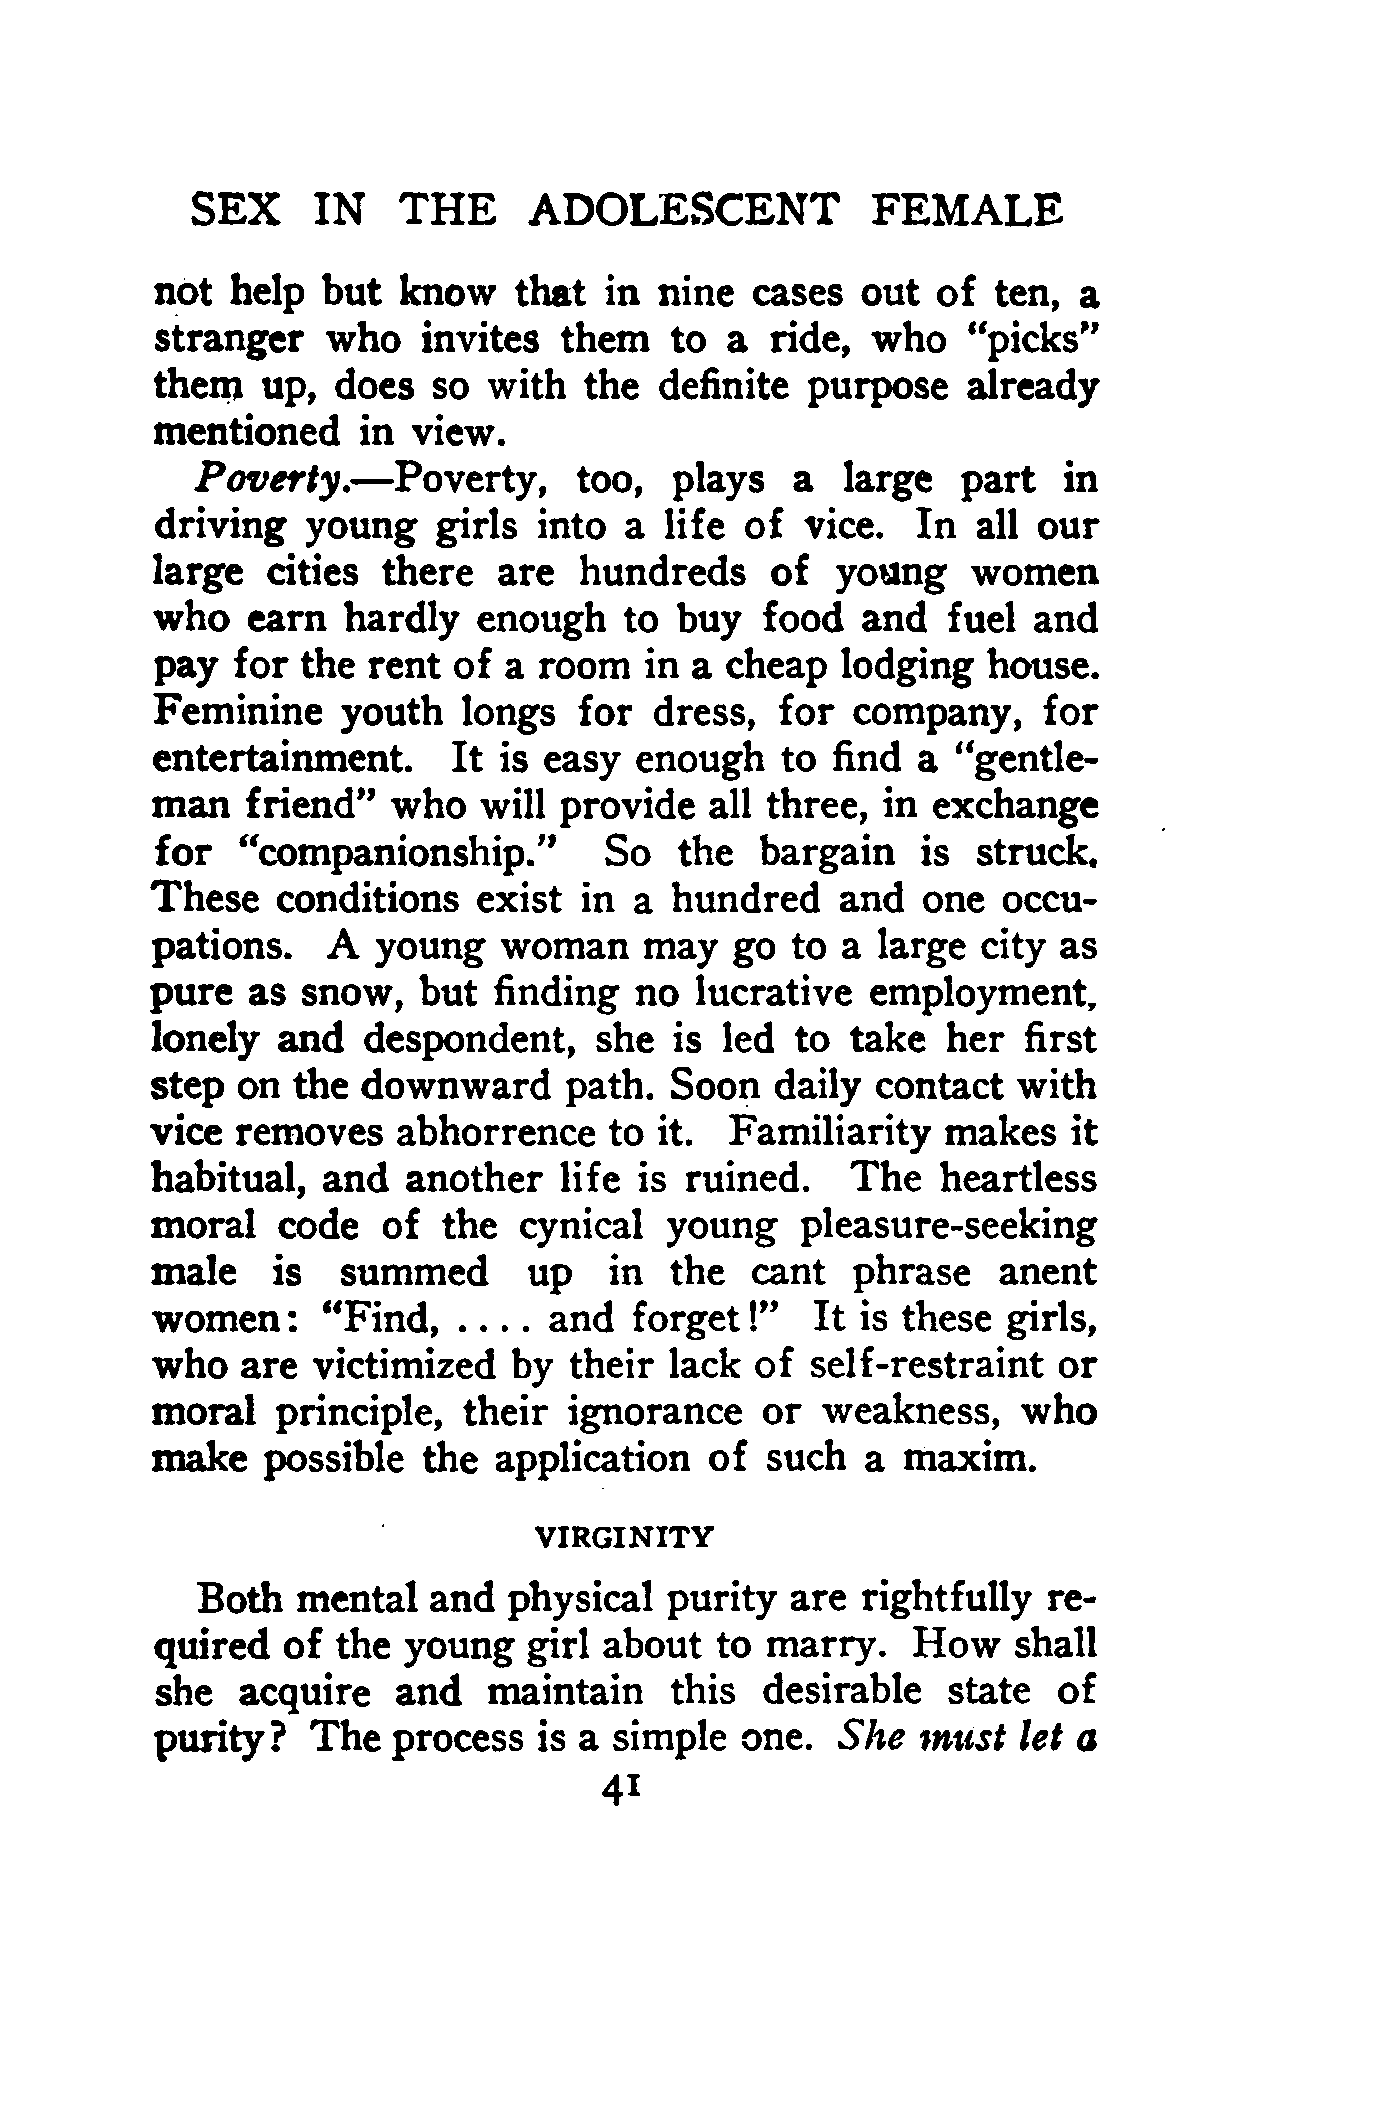 SEX IN THE ADOLESCENT FEMALE
not help but know that in nine cases out of ten, a
stranger who invites them to a ride, who “picks”
them up, does so with the definite purpose already
mentioned in view.
Poverty.—Poverty, too, plays a large part in
driving young girls into a life of vice. In all our
large cities there are hundreds of young women
who earn hardly enough to buy food and fuel and
pay for the rent of a room in a cheap lodging house.
Feminine youth longs for dress, for company, for
entertainment. It is easy enough to find a “gentle-
man friend” who will provide all three, in exchange
for “companionship.” So the bargain is struck.
These conditions exist in a hundred and one occu-
pations. A young woman may go to a large city as
pure as snow, but finding no lucrative employment,
lonely and despondent, she is led to take her first
step on the downward path. Soon daily contact with
vice removes abhorrence to it. Familiarity makes it
habitual, and another life is ruined. The heartless
moral code of the cynical young pleasure-seeking
male is summed up in the cant phrase anent
women: “Find, .... and forget!” It is these girls,
who are victimized by their lack of self-restraint or
moral principle, their ignorance or weakness, who
make possible the application of such a maxim.
VIRGINITY
Both mental and physical purity are rightfully re-
quired of the young girl about to marry. How shall
she acquire and maintain this desirable state of
purity? The process is a simple one. She must let a
41